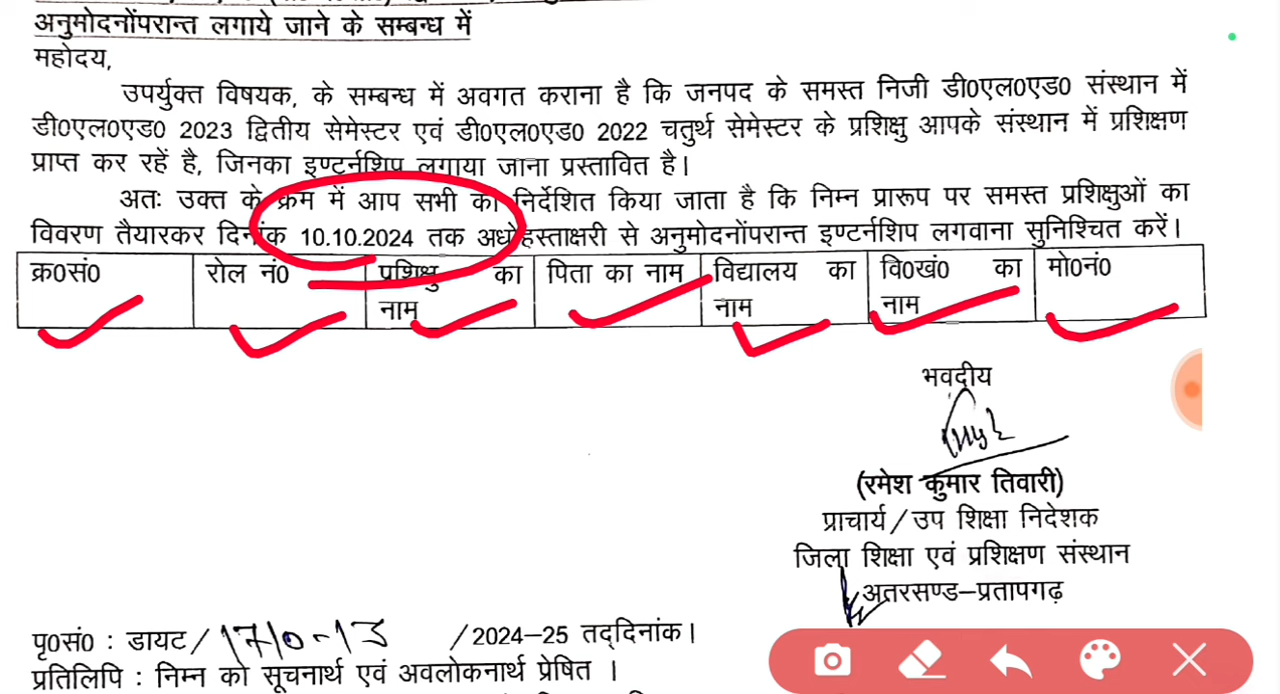 अनुमोदनोंपरान्त लगाये जाने के सम्बन्ध में
महोदय,
उपर्युक्त विषयक, के सम्बन्ध में अवगत कराना है कि जनपद के समस्त निजी डी0एल0एड0 संस्थान में
डी0एल0एड0 2023 द्वितीय सेमेस्टर एवं डी0एल0एड0 2022 चतुर्थ सेमेस्टर के प्रशिक्षु आपके संस्थान में प्रशिक्षण
प्राप्त कर रहें है, जिनका इण्टर्नशिप लगाया जाना प्रस्तावित है।
अतः उक्त के क्रम में आप सभी को निर्देशित किया जाता है कि निम्न प्रारूप पर समस्त प्रशिक्षुओं का
विवरण तैयारकर दिनांक 10.10.2024 तक अधोहस्ताक्षरी से अनुमोदनोंपरान्त इण्टर्नशिप लगवाना सुनिश्चित करें।
क्र0सं0 रोल नं0 प्रशिक्षु का पिता का नाम विद्यालय का वि0खं0 का मो0नं0
नाम नाम नाम
भवदीय
(रमेश कुमार तिवारी)
प्राचार्य/उप शिक्षा निदेशक
जिला शिक्षा एवं प्रशिक्षण संस्थान
अतरसण्ड–प्रतापगढ़
पृ0सं0 : डायट/1710-13 /2024–25 तद्दिनांक।
प्रतिलिपि : निम्न को सूचनार्थ एवं अवलोकनार्थ प्रेषित ।